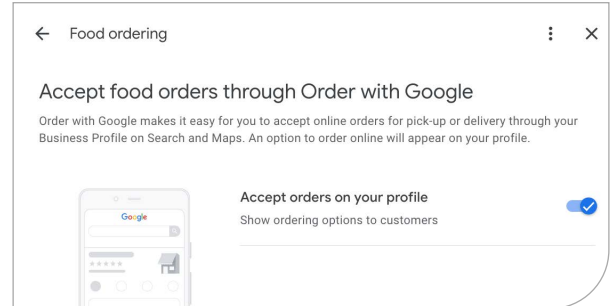 Food ordering
Accept food orders through Order with Google
Order with Google makes it easy for you to accept online orders for pick-up or delivery through your
Business Profile on Search and Maps. An option to order online will appear on your profile.
Accept orders on your profile
Show ordering options to customers
Google